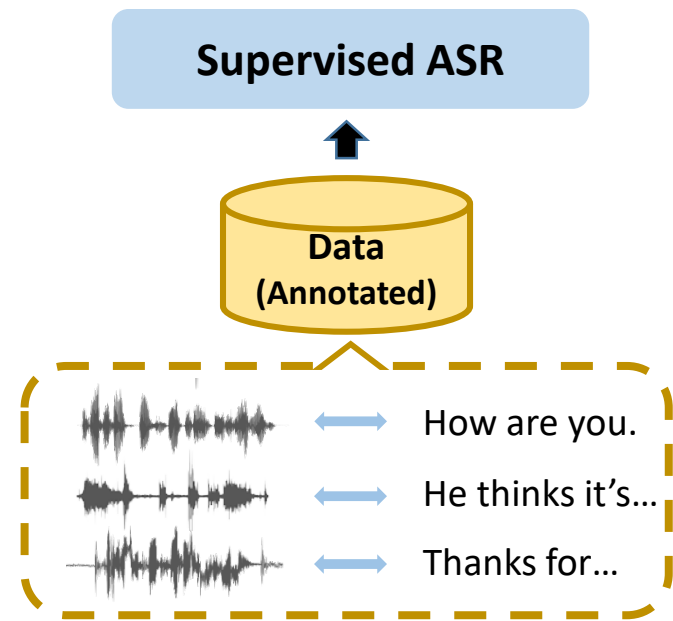 Supervised ASR
Data
(Annotated)
How are you.
He thinks it's…
Thanks for…